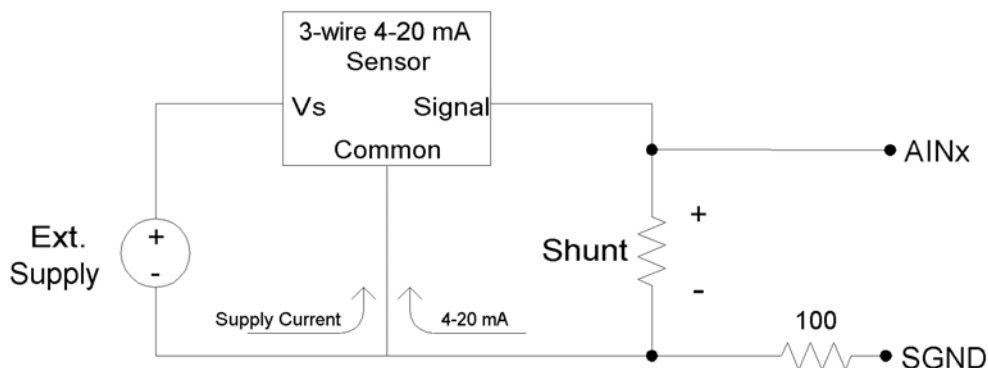 3-wire 4-20 mA
Sensor
Vs
Signal
Common
AINx
Ext.
Supply
+
-
Shunt
+
-
Supply Current
4-20 mA
100
SGND